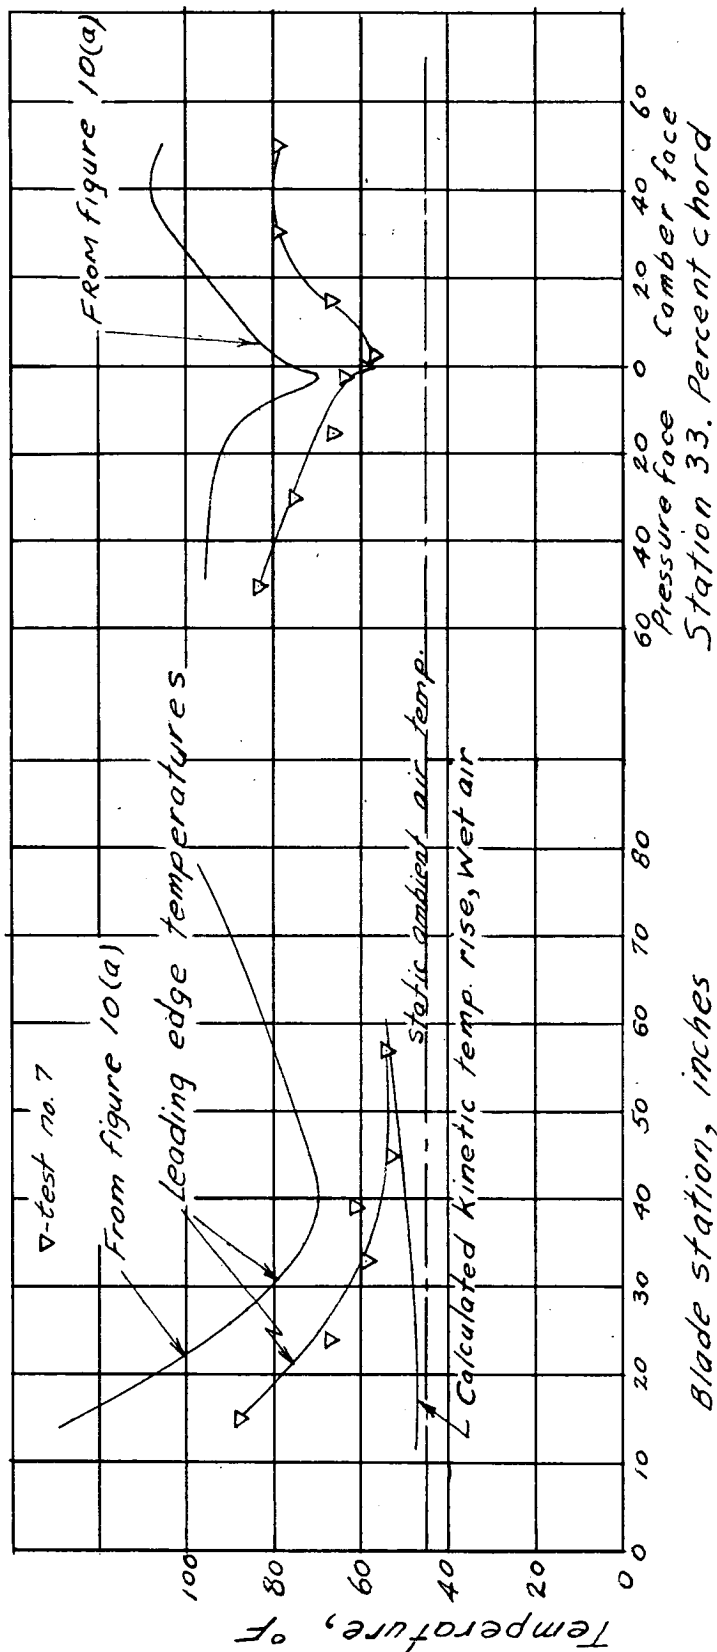 Temperature, °F
100
80
60
40
20
0
▽-test no. 7
From figure 10(a)
Leading edge temperatures
static ambient air temp.
Calculated kinetic temp. rise, wet air
0 10 20 30 40 50 60 70 80
Blade station, inches
FROM figure 10(a)
60 40 20 0 20 40 60
Pressure face Camber face
Station 33. Percent chord